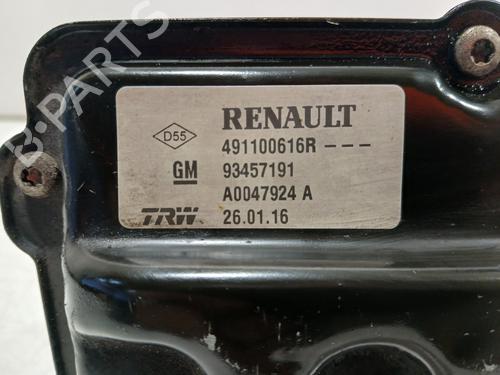 B-PARTS
D55 RENAULT
491100616R ---
GM 93457191
A0047924 A
TRW 26.01.16